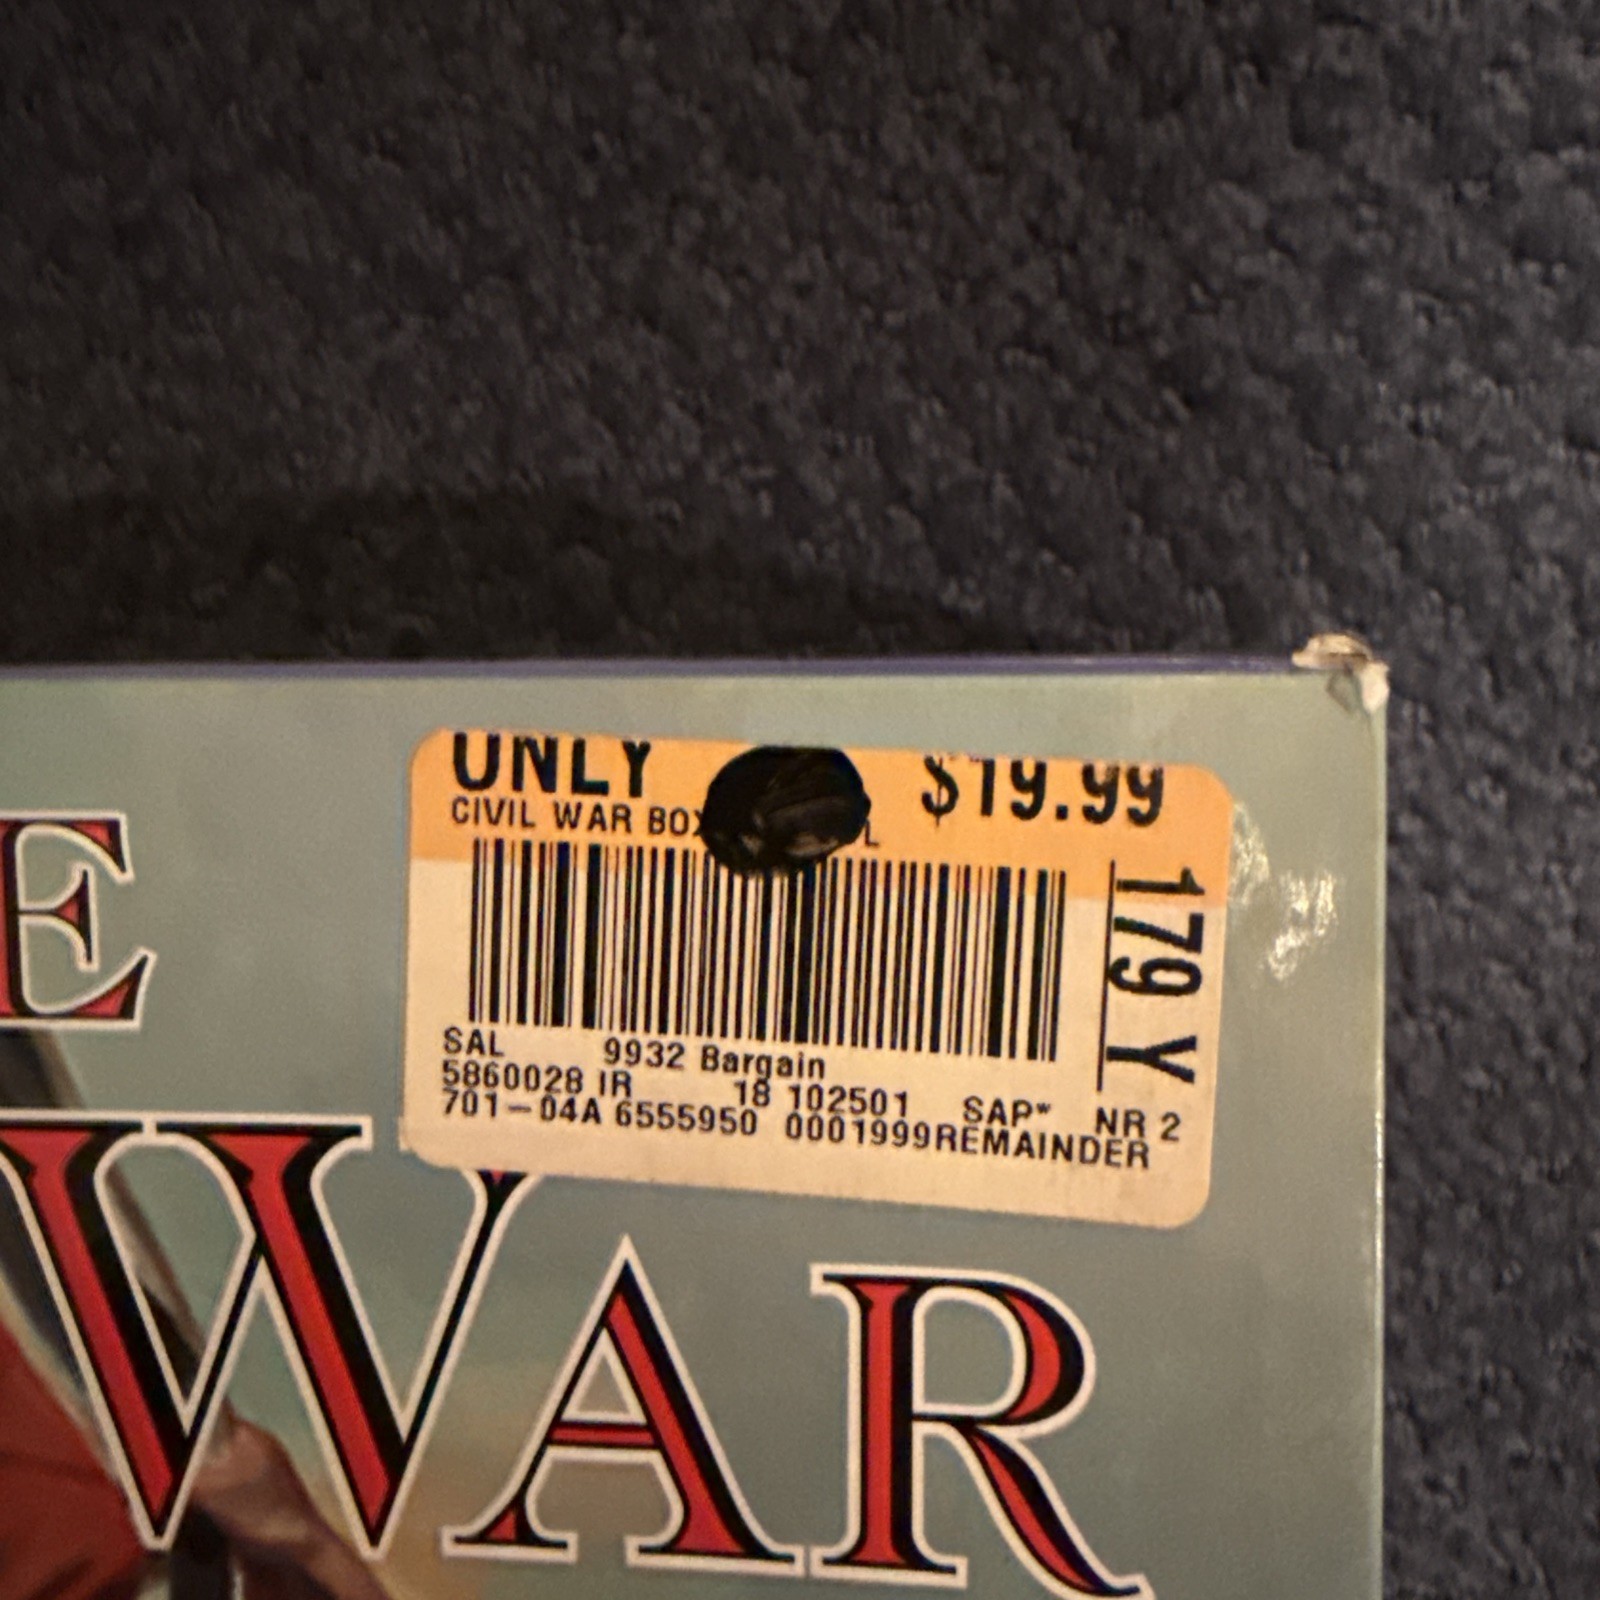 ONLY $19.99
CIVIL WAR BOX L
179 Y
SAL 9932 Bargain
5860028 IR 18 102501 SAP* NR 2
701-04A 6555950 0001999REMAINDER
E
WAR